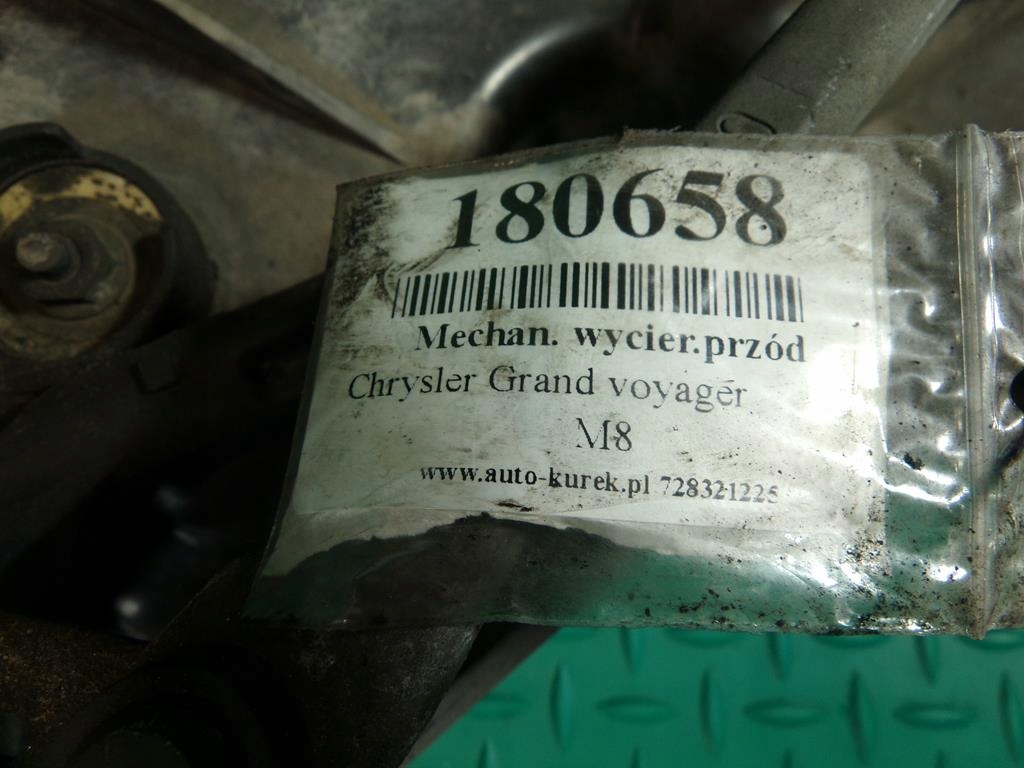 180658
Mechan. wycier.przód
Chrysler Grand voyager
M8
www.auto-kurek.pl 728321225